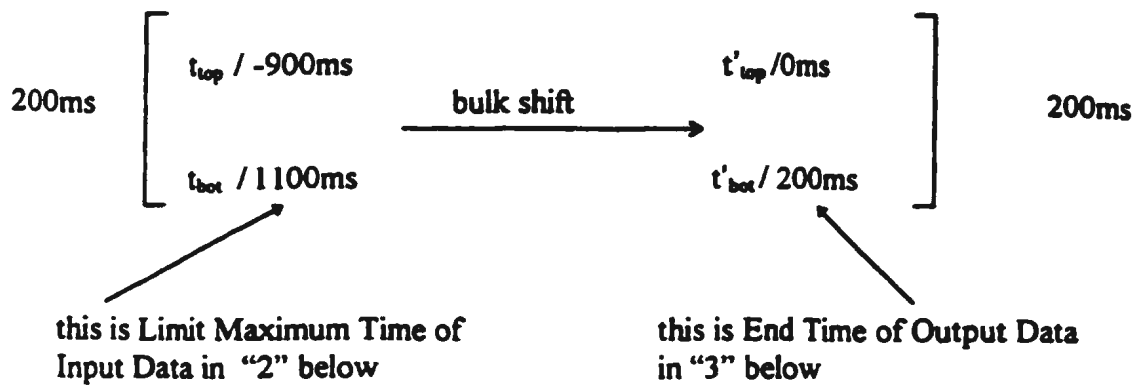 t_top / -900ms
t'_top /0ms
200ms
bulk shift
200ms
t_bot / 1100ms
t'_bot / 200ms
this is Limit Maximum Time of
Input Data in “2” below
this is End Time of Output Data
in “3” below